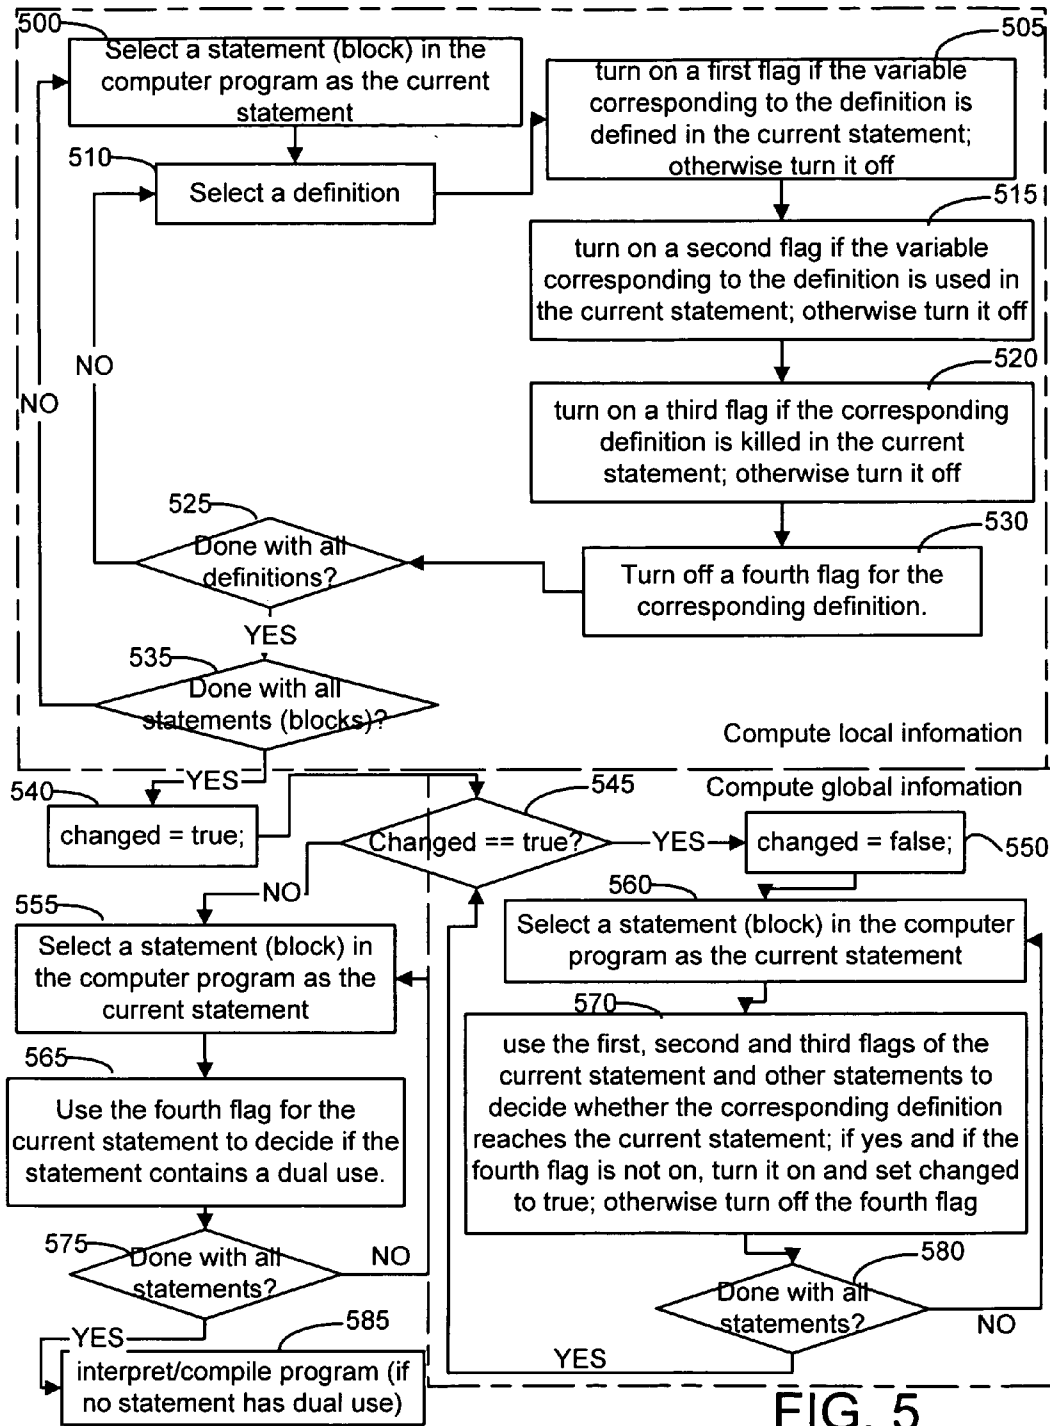 500
Select a statement (block) in the
computer program as the current
statement
505
turn on a first flag if the variable
corresponding to the definition is
defined in the current statement;
otherwise turn it off
510
Select a definition
515
turn on a second flag if the variable
corresponding to the definition is used in
the current statement; otherwise turn it off
NO
NO
520
turn on a third flag if the corresponding
definition is killed in the current
statement; otherwise turn it off
525
Done with all
definitions?
530
Turn off a fourth flag for the
corresponding definition.
YES
535
Done with all
statements (blocks)?
Compute local infomation
YES
Compute global infomation
540
changed = true;
545
Changed == true?
YES
changed = false;
550
NO
555
Select a statement (block) in
the computer program as the
current statement
560
Select a statement (block) in the computer
program as the current statement
565
Use the fourth flag for the
current statement to decide if the
statement contains a dual use.
570
use the first, second and third flags of the
current statement and other statements to
decide whether the corresponding definition
reaches the current statement; if yes and if the
fourth flag is not on, turn it on and set changed
to true; otherwise turn off the fourth flag
575
Done with all
statements?
NO
580
Done with all
statements?
NO
YES
YES
585
interpret/compile program (if
no statement has dual use)
FIG. 5